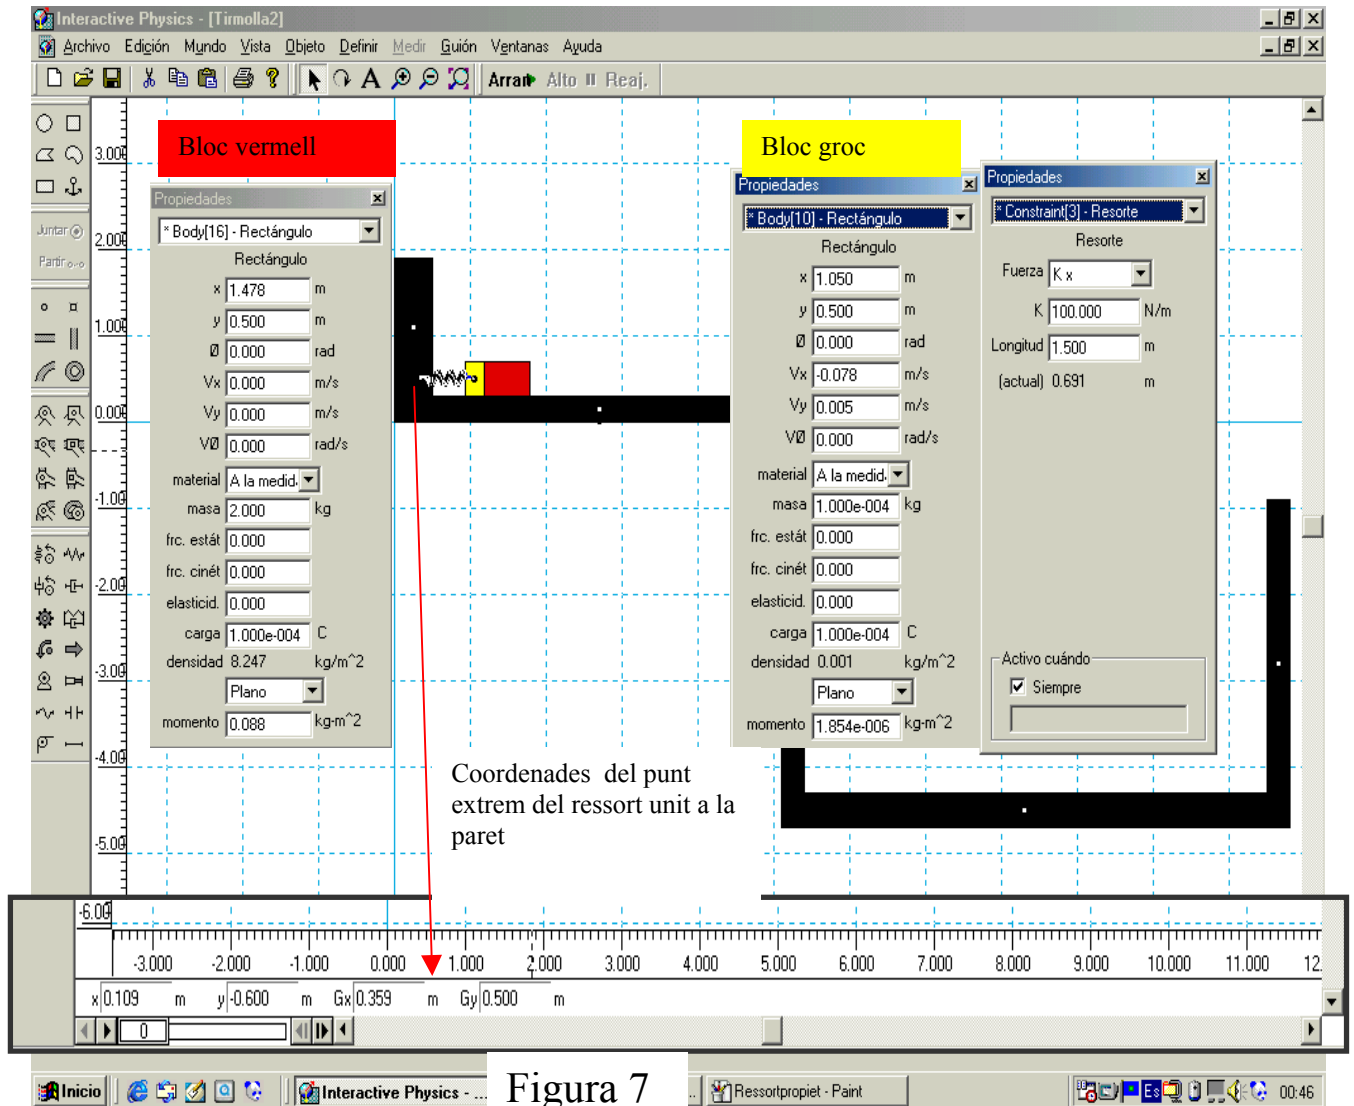 Interactive Physics - [Tirmolla2]
Archivo Edición Mundo Vista Objeto Definir Medir Guión Ventanas Ayuda
Arran Alto II Reaj.
Bloc vermell
Bloc groc
Juntar
Partir
3.000
2.000
1.000
0.000
-1.00
-2.00
-3.00
-4.00
-5.00
-6.00
Propiedades
* Body[16] - Rectángulo
Rectángulo
x 1.478 m
y 0.500 m
Ø 0.000 rad
Vx 0.000 m/s
Vy 0.000 m/s
VØ 0.000 rad/s
material A la medid.
masa 2.000 kg
frc. estát 0.000
frc. cinét 0.000
elasticid. 0.000
carga 1.000e-004 C
densidad 8.247 kg/m^2
Plano
momento 0.088 kg-m^2
Propiedades
* Body[10] - Rectángulo
Rectángulo
x 1.050 m
y 0.500 m
Ø 0.000 rad
Vx -0.078 m/s
Vy 0.005 m/s
VØ 0.000 rad/s
material A la medid.
masa 1.000e-004 kg
frc. estát 0.000
frc. cinét 0.000
elasticid. 0.000
carga 1.000e-004 C
densidad 0.001 kg/m^2
Plano
momento 1.854e-006 kg-m^2
Propiedades
* Constraint[3] - Resorte
Resorte
Fuerza K x
K 100.000 N/m
Longitud 1.500 m
(actual) 0.691 m
Activo cuándo
Siempre
Coordenades del punt
extrem del ressort unit a la
paret
-3.000 -2.000 -1.000 0.000 1.000 2.000 3.000 4.000 5.000 6.000 7.000 8.000 9.000 10.000 11.000 12.
x 0.109 m y -0.600 m Gx 0.359 m Gy 0.500 m
0
Figura 7
Inicio
Interactive Physics - ...
Ressortpropiet - Paint
Es
00:46